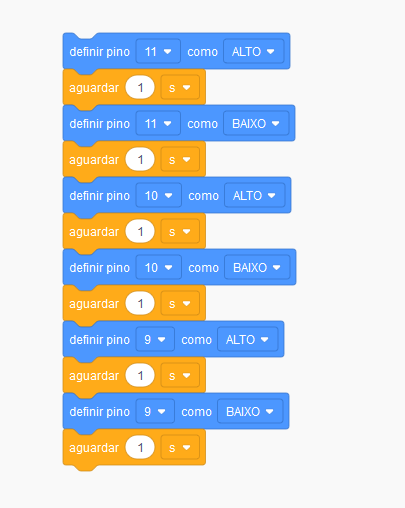 definir pino 11 como ALTO
aguardar 1 s
definir pino 11 como BAIXO
aguardar 1 s
definir pino 10 como ALTO
aguardar 1 s
definir pino 10 como BAIXO
aguardar 1 s
definir pino 9 como ALTO
aguardar 1 s
definir pino 9 como BAIXO
aguardar 1 s